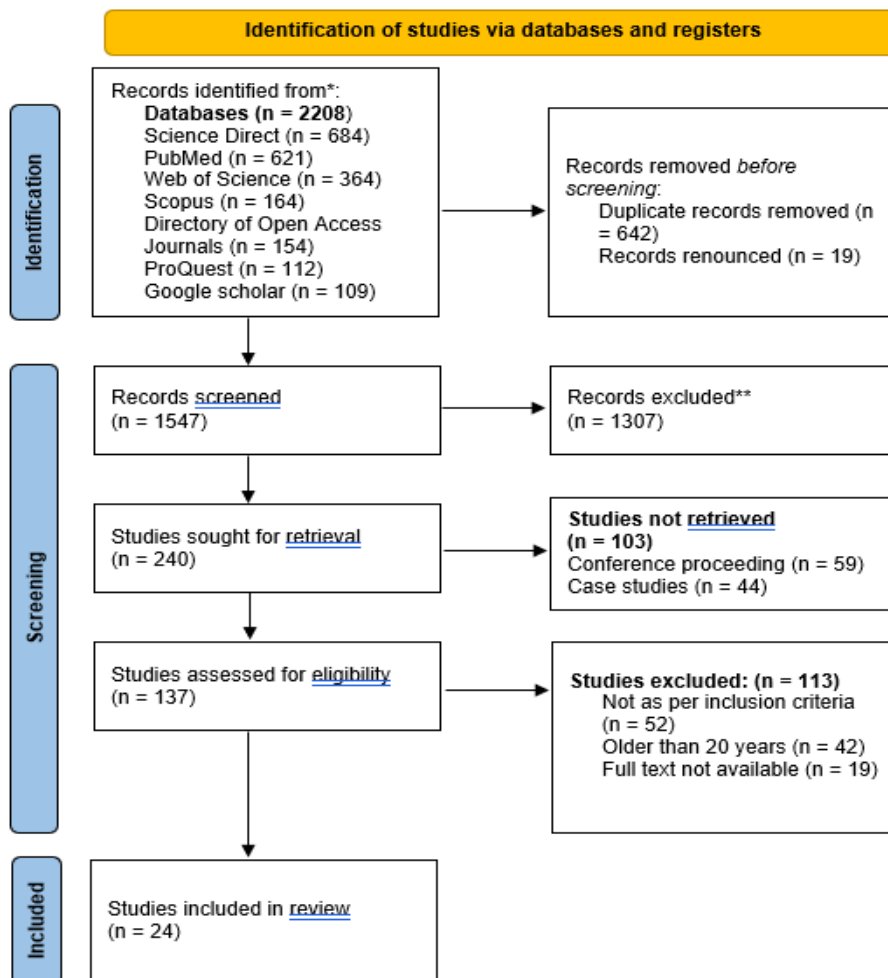 Identification of studies via databases and registers
Identification
Records identified from*:
Databases (n = 2208)
Science Direct (n = 684)
PubMed (n = 621)
Web of Science (n = 364)
Scopus (n = 164)
Directory of Open Access
Journals (n = 154)
ProQuest (n = 112)
Google scholar (n = 109)
Records removed before
screening:
Duplicate records removed (n
= 642)
Records renounced (n = 19)
Screening
Records screened
(n = 1547)
Records excluded**
(n = 1307)
Studies sought for retrieval
(n = 240)
Studies not retrieved
(n = 103)
Conference proceeding (n = 59)
Case studies (n = 44)
Studies assessed for eligibility
(n = 137)
Studies excluded: (n = 113)
Not as per inclusion criteria
(n = 52)
Older than 20 years (n = 42)
Full text not available (n = 19)
Included
Studies included in review
(n = 24)